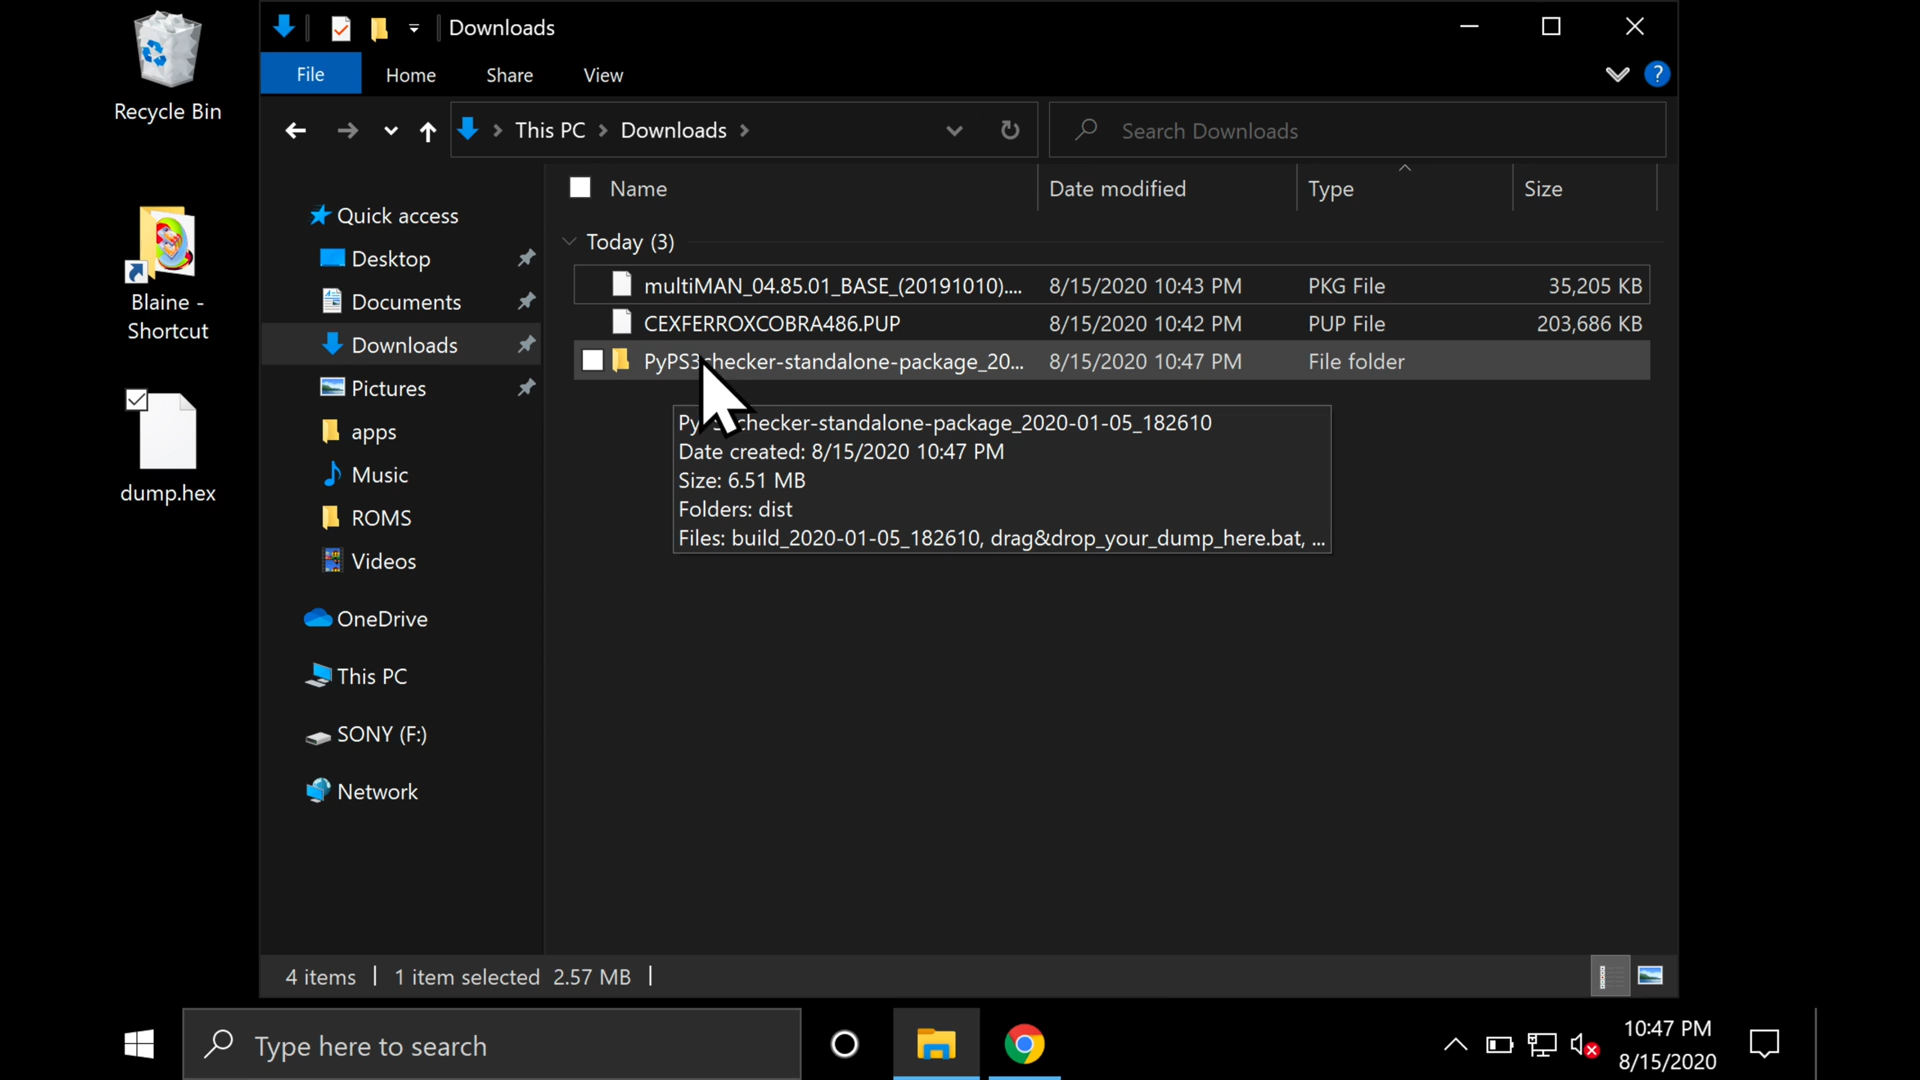 Downloads
File Home Share View
?
This PC Downloads
Search Downloads
Name Date modified Type Size
Today (3)
multiMAN_04.85.01_BASE_(20191010).... 8/15/2020 10:43 PM PKG File 35,205 KB
CEXFERROXCOBRA486.PUP 8/15/2020 10:42 PM PUP File 203,686 KB
PyPS3checker-standalone-package_20... 8/15/2020 10:47 PM File folder
checker-standalone-package_2020-01-05_182610
Date created: 8/15/2020 10:47 PM
Size: 6.51 MB
Folders: dist
Files: build_2020-01-05_182610, drag&drop_your_dump_here.bat, ...
Quick access
Desktop
Documents
Downloads
Pictures
apps
Music
ROMS
Videos
OneDrive
This PC
SONY (F:)
Network
4 items 1 item selected 2.57 MB
Recycle Bin
Blaine -
Shortcut
dump.hex
Type here to search
10:47 PM
8/15/2020